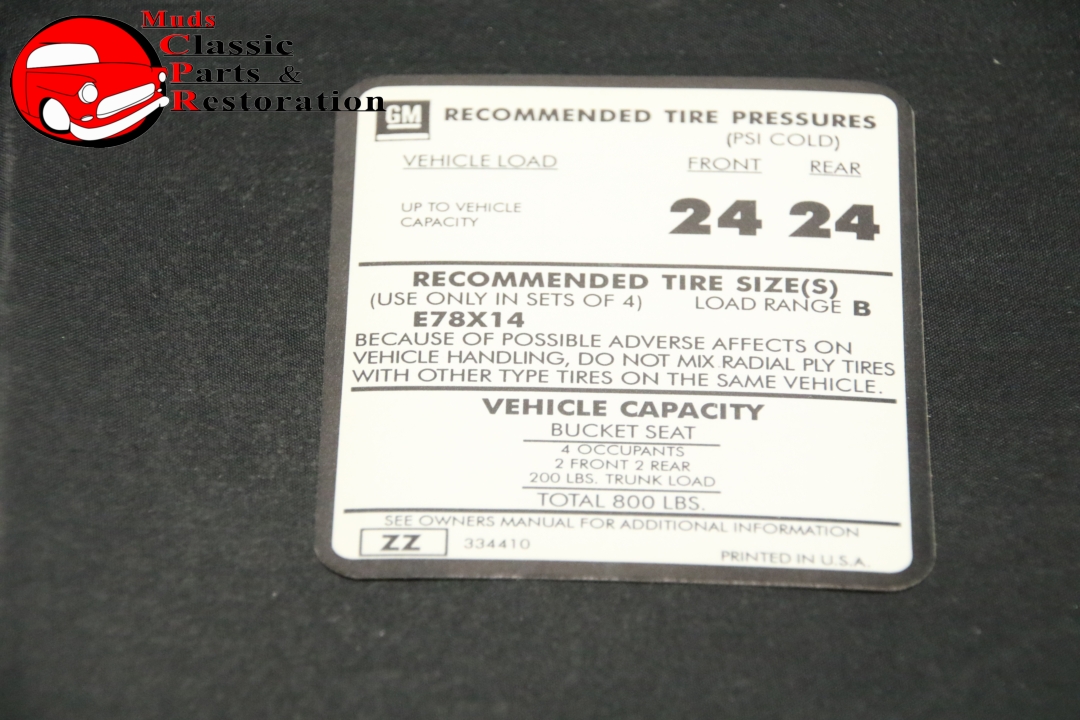 Muds
Classic
Parts &
Restoration
GM RECOMMENDED TIRE PRESSURES
(PSI COLD)
VEHICLE LOAD FRONT REAR
UP TO VEHICLE
CAPACITY
24 24
RECOMMENDED TIRE SIZE(S)
(USE ONLY IN SETS OF 4) LOAD RANGE B
E78X14
BECAUSE OF POSSIBLE ADVERSE AFFECTS ON
VEHICLE HANDLING, DO NOT MIX RADIAL PLY TIRES
WITH OTHER TYPE TIRES ON THE SAME VEHICLE.
VEHICLE CAPACITY
BUCKET SEAT
4 OCCUPANTS
2 FRONT 2 REAR
200 LBS. TRUNK LOAD
TOTAL 800 LBS.
SEE OWNERS MANUAL FOR ADDITIONAL INFORMATION
ZZ 334410 PRINTED IN U.S.A.